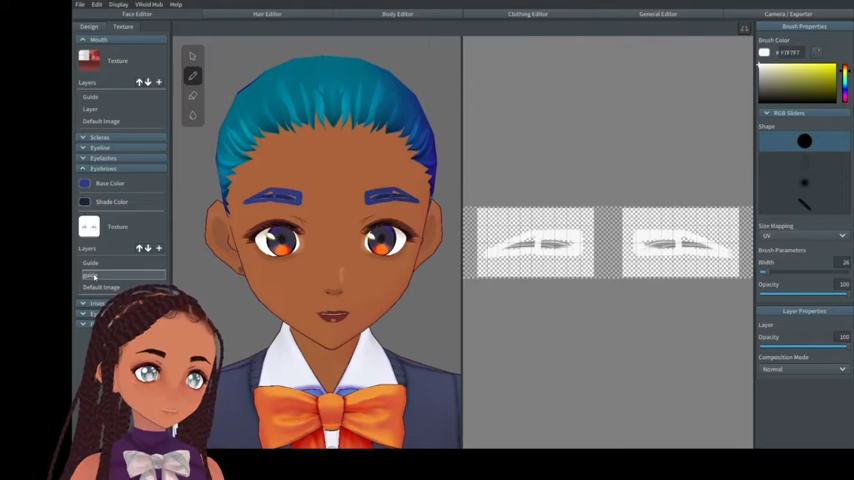 File Edit Display VRoid Hub Help
Face Editor Hair Editor Body Editor Clothing Editor General Editor Camera / Exporter
Design Texture
Brush Properties
Mouth
Brush Color
# F7F7F7
Texture
Layers
Guide
Layer
RGB Sliders
Default Image
Shape
Scleras
Eyeline
Eyelashes
Eyebrows
Base Color
Shade Color
Texture
Size Mapping
UV
Layers
Brush Parameters
Guide
Width 26
guide
Default Image
Opacity 100
Irises
Layer Properties
Layer
Opacity 100
Composition Mode
Normal